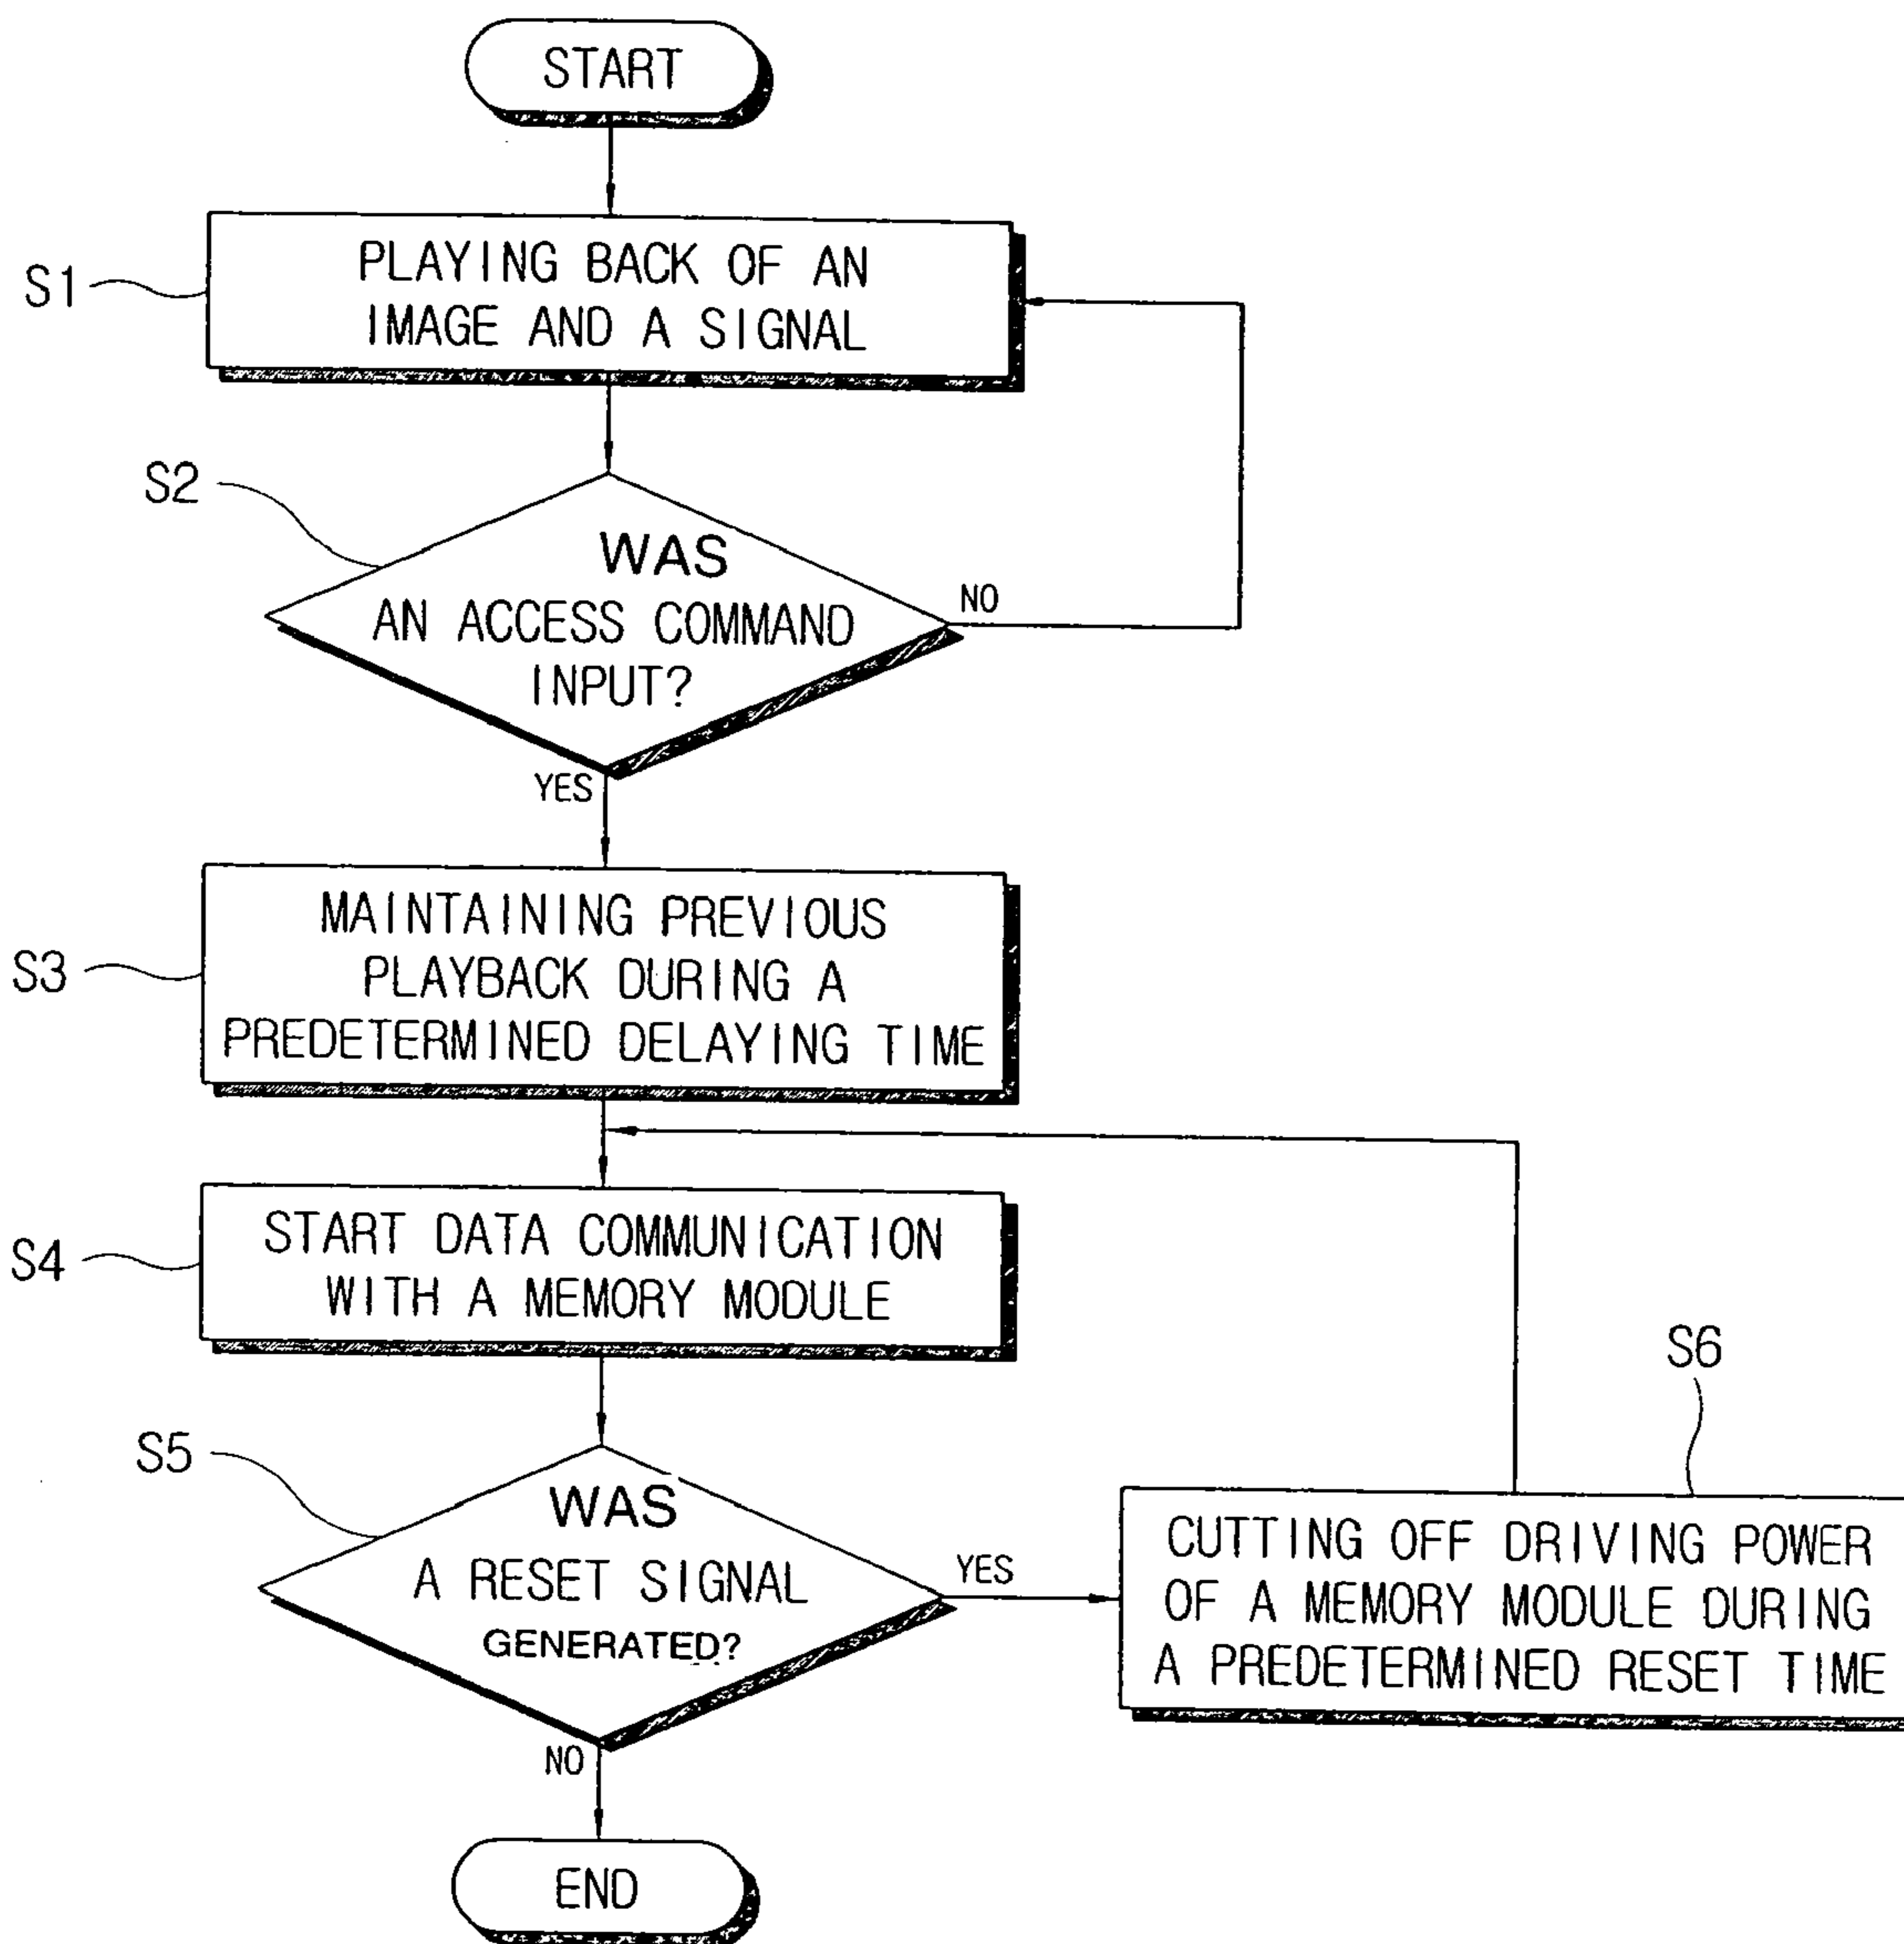 START
S1
PLAYING BACK OF AN
IMAGE AND A SIGNAL
S2
WAS
AN ACCESS COMMAND
INPUT?
NO
YES
S3
MAINTAINING PREVIOUS
PLAYBACK DURING A
PREDETERMINED DELAYING TIME
S4
START DATA COMMUNICATION
WITH A MEMORY MODULE
S5
WAS
A RESET SIGNAL
GENERATED?
YES
S6
CUTTING OFF DRIVING POWER
OF A MEMORY MODULE DURING
A PREDETERMINED RESET TIME
NO
END